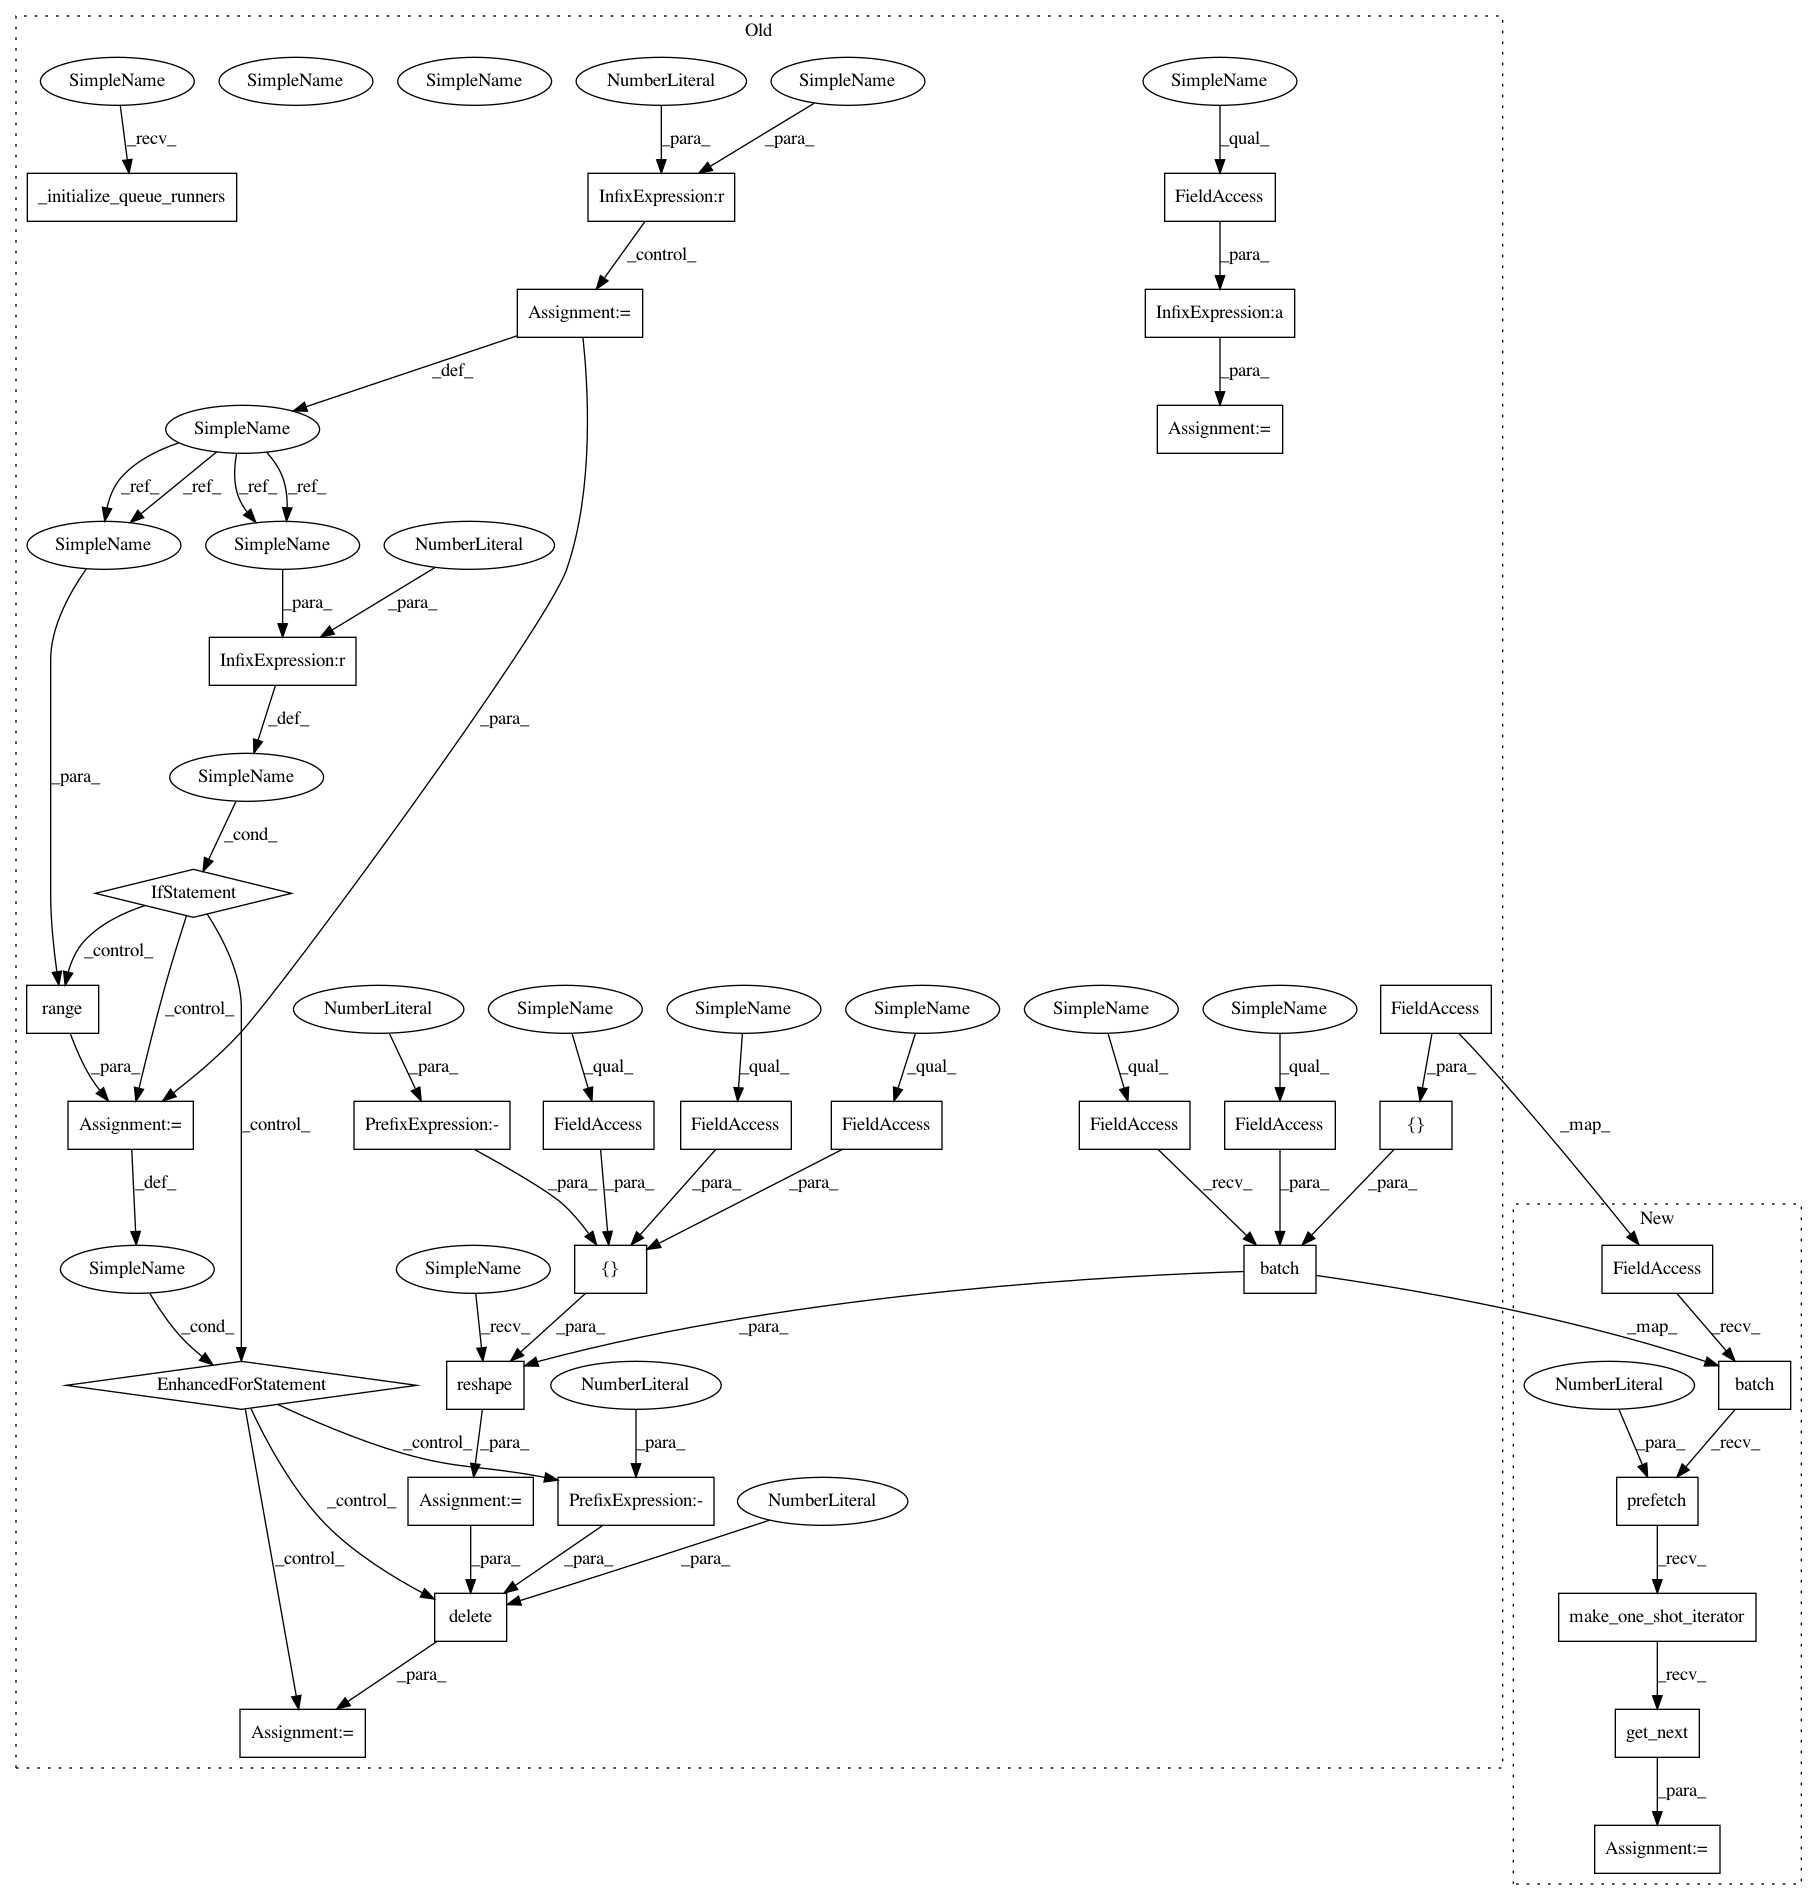 Old
SimpleName
SimpleName
SimpleName
NumberLiteral
SimpleName
SimpleName
_recv_
_para_
_para_
_qual_
_initialize_queue_runners
InfixExpression:r
FieldAccess
_control_
_para_
Assignment:=
InfixExpression:a
_def_
_para_
SimpleName
Assignment:=
_ref_
_ref_
_ref_
_ref_
SimpleName
SimpleName
NumberLiteral
_para_
_para_
InfixExpression:r
_def_
_para_
SimpleName
_para_
_cond_
IfStatement
_control_
_control_
_control_
range
NumberLiteral
SimpleName
SimpleName
SimpleName
SimpleName
SimpleName
FieldAccess
_para_
_para_
_qual_
_qual_
_qual_
_qual_
_qual_
_para_
_map_
Assignment:=
PrefixExpression:-
FieldAccess
FieldAccess
FieldAccess
FieldAccess
FieldAccess
{}
_def_
_para_
_para_
_para_
_para_
_recv_
_para_
_para_
New
SimpleName
SimpleName
{}
batch
FieldAccess
_cond_
_recv_
_para_
_para_
_map_
_recv_
EnhancedForStatement
reshape
NumberLiteral
NumberLiteral
batch
_control_
_para_
_para_
_para_
_recv_
_control_
Assignment:=
PrefixExpression:-
NumberLiteral
prefetch
_control_
_para_
_para_
_para_
_recv_
delete
make_one_shot_iterator
_para_
_recv_
Assignment:=
get_next
_para_
Assignment:=